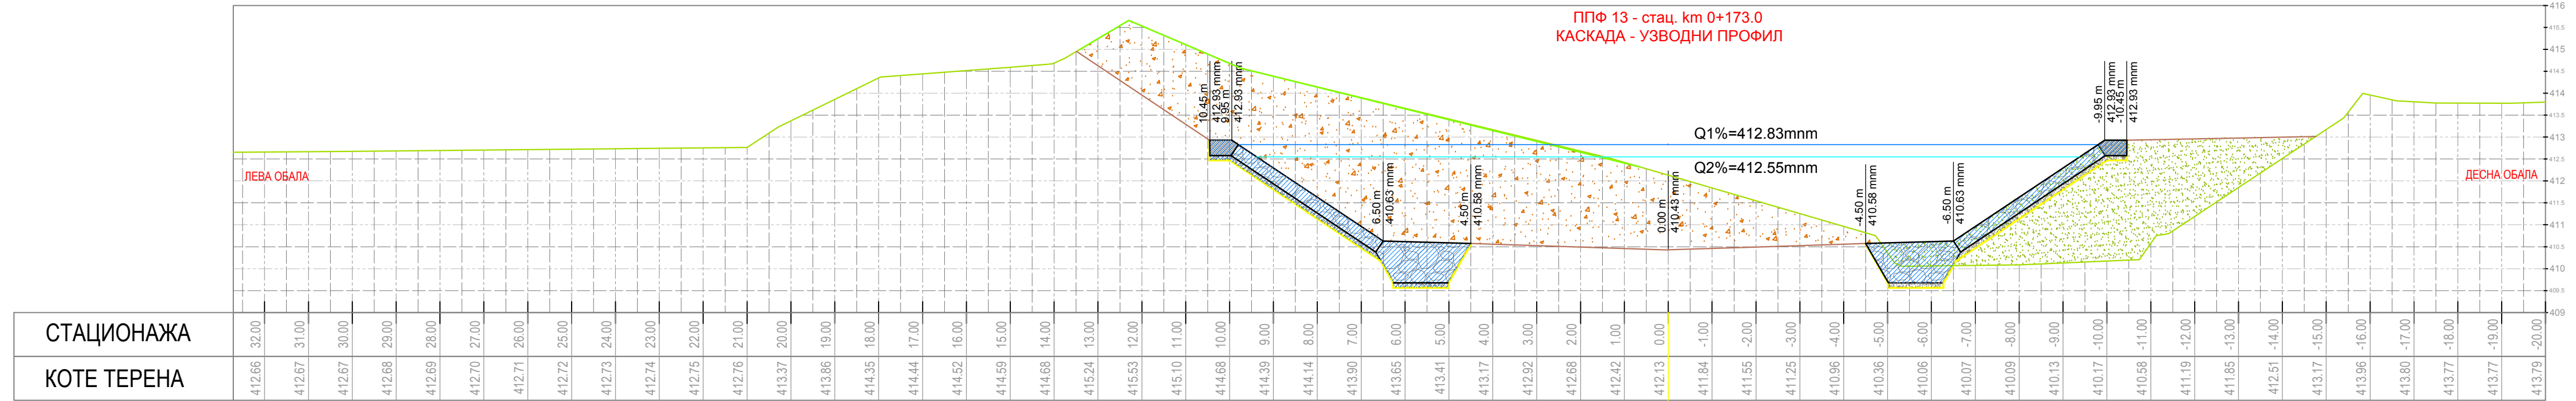 ППФ 13 - стац. km 0+173.0
КАСКАДА - УЗВОДНИ ПРОФИЛ
416
415.5
415
414.5
414
413.5
413
412.5
412
411.5
411
410.5
410
409
10.45 m
412.93 mnm
9.95 m
412.93 mnm
-9.95 m
412.93 mnm
-10.45 m
412.93 mnm
Q1%=412.83mnm
Q2%=412.55mnm
ЛЕВА ОБАЛА
ДЕСНА ОБАЛА
6.50 m
410.63 mnm
4.50 m
410.58 mnm
0.00 m
410.43 mnm
-4.50 m
410.58 mnm
-6.50 m
410.63 mnm
СТАЦИОНАЖА 32.00 31.00 30.00 29.00 28.00 27.00 26.00 25.00 24.00 23.00 22.00 21.00 20.00 19.00 18.00 17.00 16.00 15.00 14.00 13.00 12.00 11.00 10.00 9.00 8.00 7.00 6.00 5.00 4.00 3.00 2.00 1.00 0.00 -1.00 -2.00 -3.00 -4.00 -5.00 -6.00 -7.00 -8.00 -9.00 -10.00 -11.00 -12.00 -13.00 -14.00 -15.00 -16.00 -17.00 -18.00 -19.00 -20.00
КОТЕ ТЕРЕНА 412.66 412.67 412.67 412.68 412.69 412.70 412.71 412.72 412.73 412.74 412.75 412.76 413.37 413.86 414.35 414.44 414.52 414.59 414.68 415.24 415.53 415.10 414.68 414.39 414.14 413.90 413.65 413.41 413.17 412.92 412.68 412.42 412.13 411.84 411.55 411.25 410.96 410.36 410.06 410.07 410.09 410.13 410.17 410.58 411.19 411.85 412.51 413.17 413.96 413.80 413.77 413.77 413.79